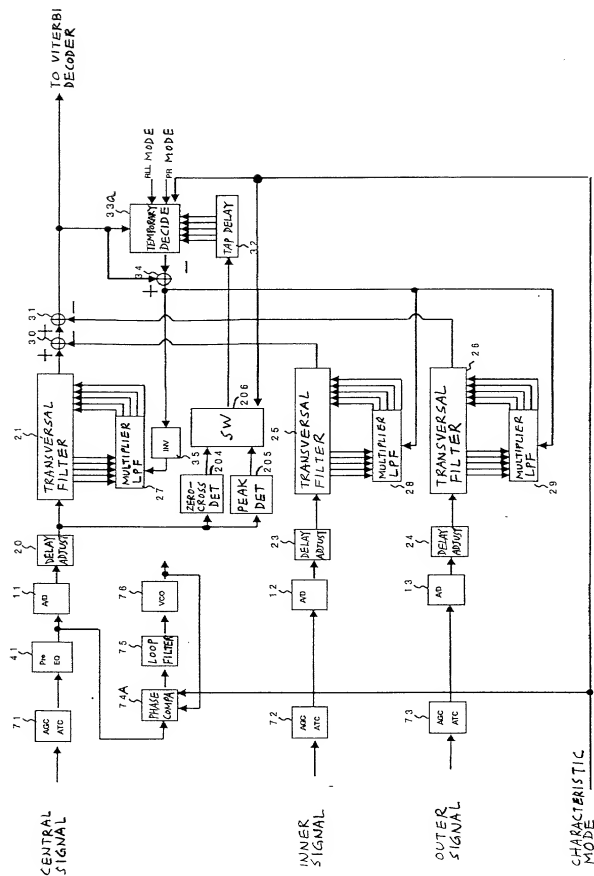 CENTRAL
SIGNAL
71
AGC
ATC
41
Pre
EQ
11
A/D
20
DELAY
ADJUST
21
TRANSVERSAL
FILTER
27
MULTIPLIER
LPF
+
30
-
+
31
-
TO VITERBI
DECODER
74A
PHASE
COMPA
75
LOOP
FILTER
76
VCO
INV
35
ZERO-
CROSS
DET
204
PEAK
DET
205
SW
206
+
34
-
33a
TEMPORARY
DECIDE
RLL MODE
PR MODE
TAP DELAY
32
INNER
SIGNAL
72
AGC
ATC
12
A/D
23
DELAY
ADJUST
25
TRANSVERSAL
FILTER
28
MULTIPLIER
LPF
OUTER
SIGNAL
73
AGC
ATC
13
A/D
24
DELAY
ADJUST
26
TRANSVERSAL
FILTER
29
MULTIPLIER
LPF
CHARACTERISTIC
MODE